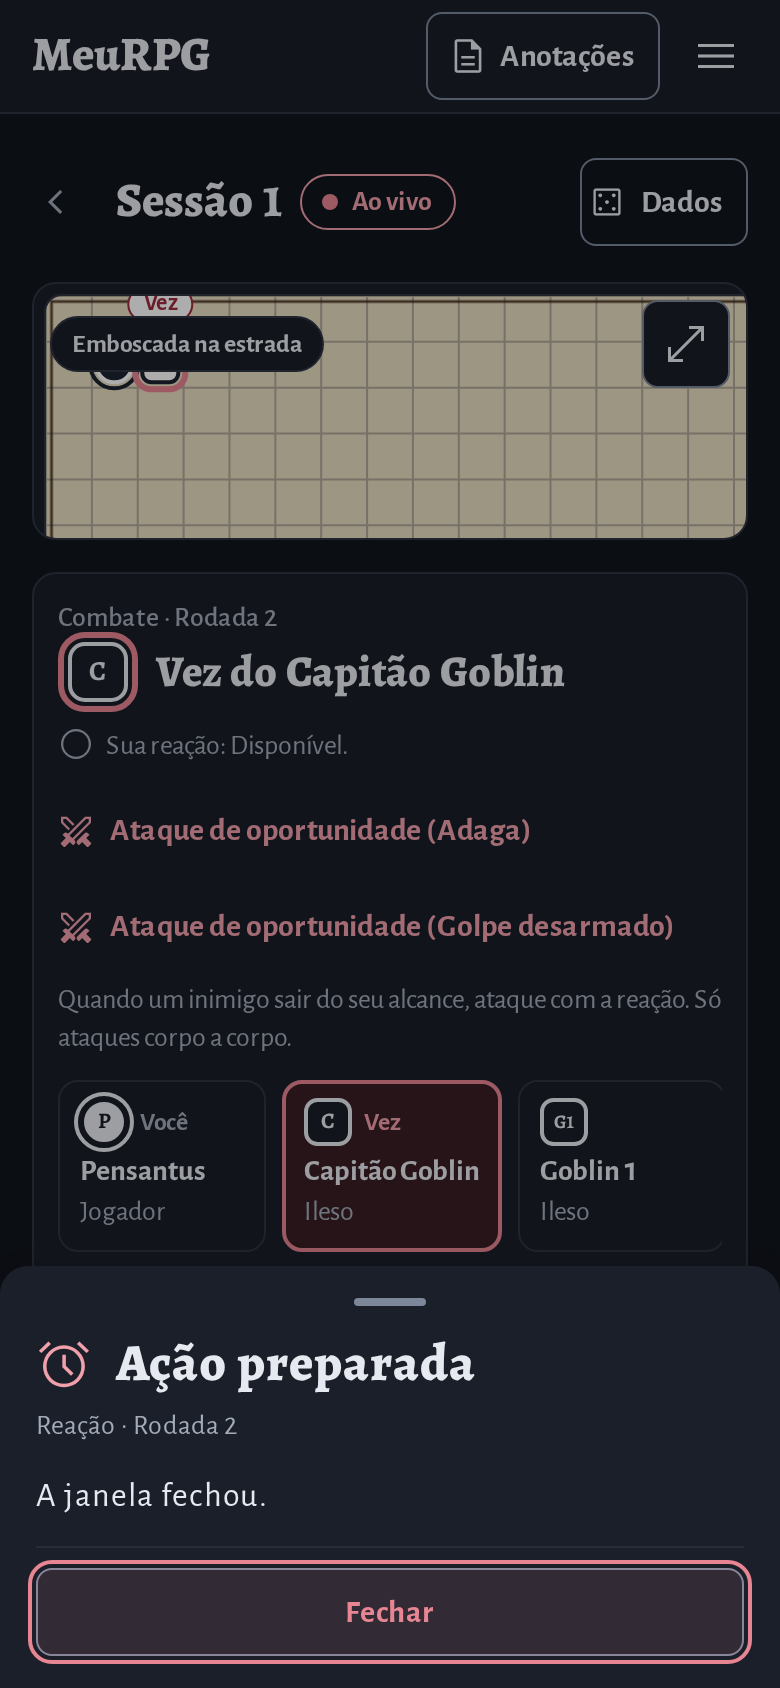 MeuRPG
Anotações
Sessão 1
Ao vivo
Dados
Vez
Emboscada na estrada
Combate · Rodada 2
C
Vez do Capitão Goblin
Sua reação: Disponível.
Ataque de oportunidade (Adaga)
Ataque de oportunidade (Golpe desarmado)
Quando um inimigo sair do seu alcance, ataque com a reação. Só
ataques corpo a corpo.
P Você
Pensantus
Jogador
C Vez
Capitão Goblin
Ileso
G1
Goblin 1
Ileso
Ação preparada
Reação · Rodada 2
A janela fechou.
Fechar